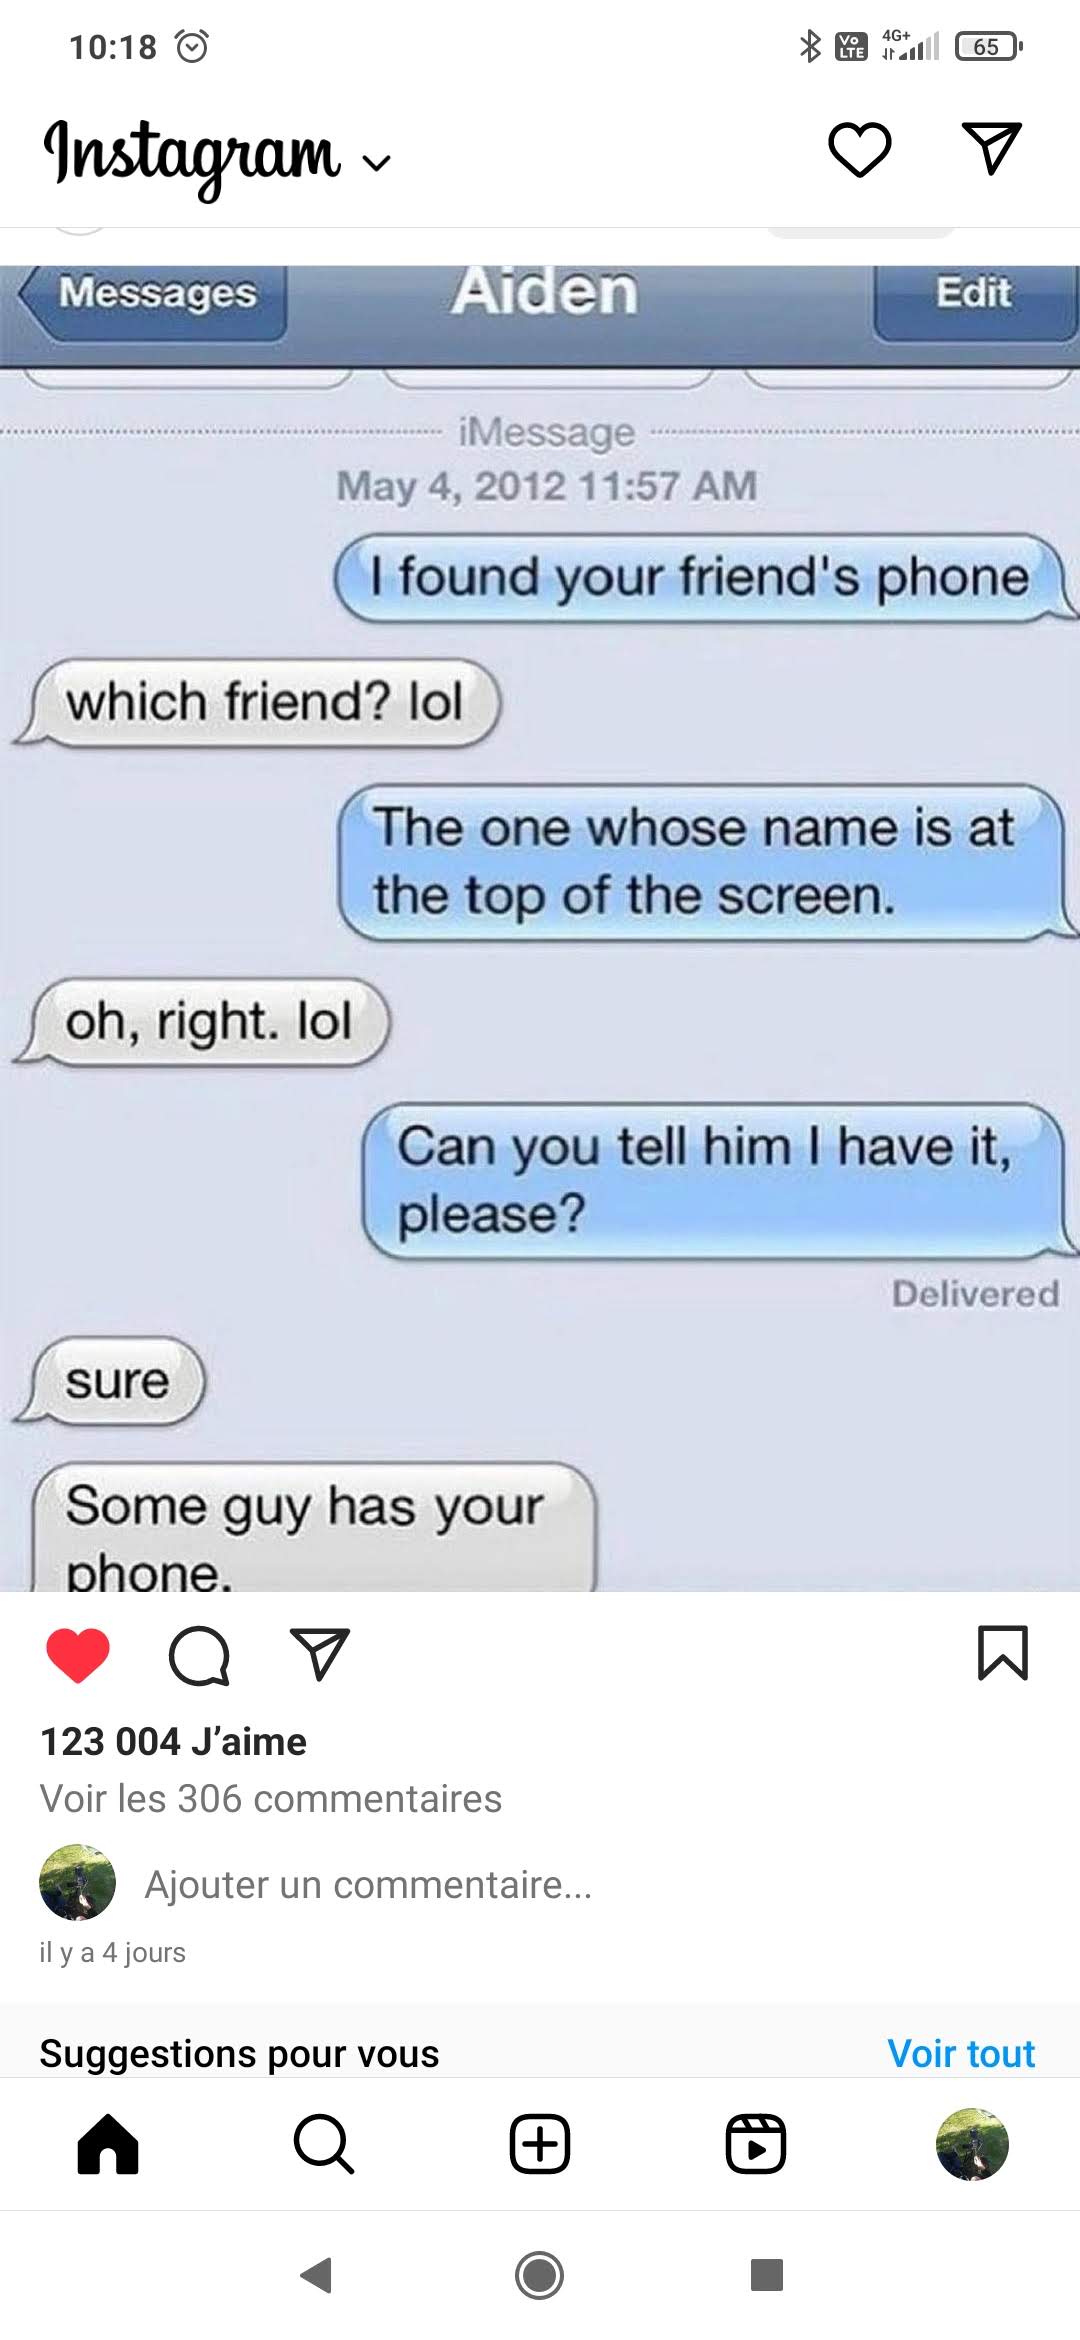 10:18
Vo
LTE
4G+
65
Instagram
Messages
Aiden
Edit
iMessage
May 4, 2012 11:57 AM
I found your friend's phone
which friend? lol
The one whose name is at
the top of the screen.
oh, right. lol
Can you tell him I have it,
please?
Delivered
sure
Some guy has your
phone.
123 004 J’aime
Voir les 306 commentaires
Ajouter un commentaire...
il y a 4 jours
Suggestions pour vous
Voir tout